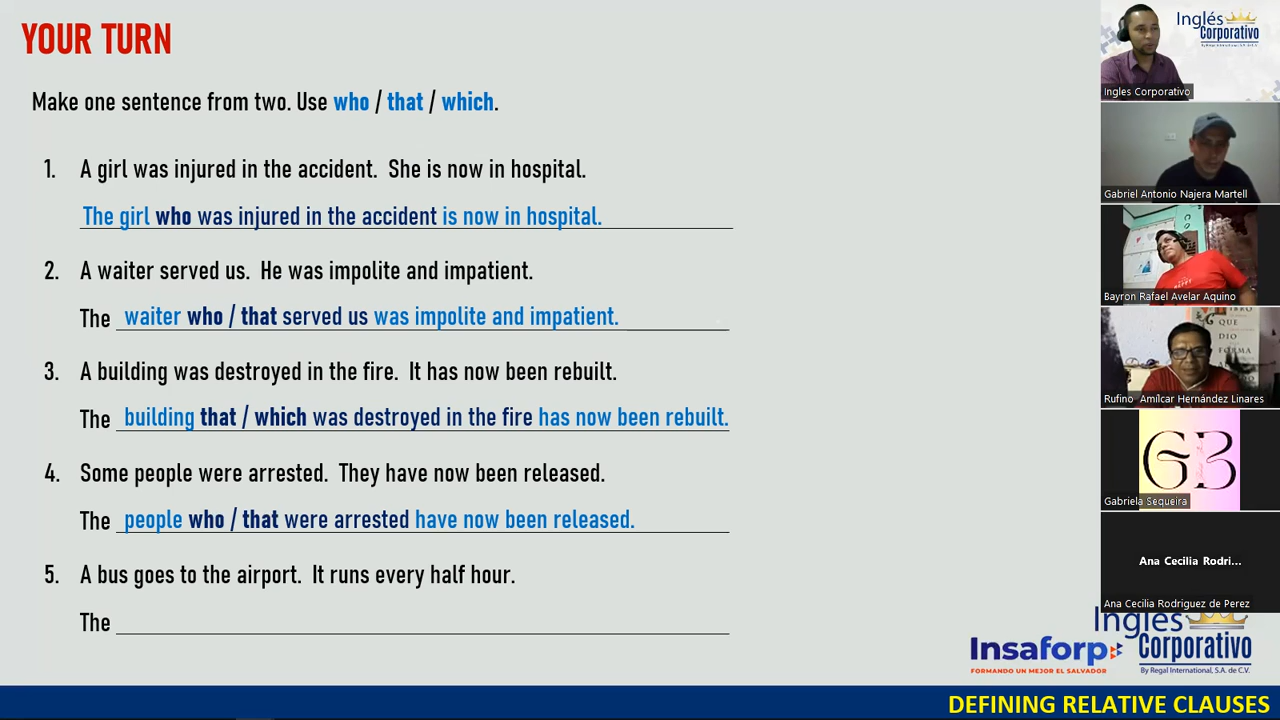 YOUR TURN
Make one sentence from two. Use who / that / which.
1. A girl was injured in the accident. She is now in hospital.
The girl who was injured in the accident is now in hospital.
2. A waiter served us. He was impolite and impatient.
The waiter who / that served us was impolite and impatient.
3. A building was destroyed in the fire. It has now been rebuilt.
The building that / which was destroyed in the fire has now been rebuilt.
4. Some people were arrested. They have now been released.
The people who / that were arrested have now been released.
5. A bus goes to the airport. It runs every half hour.
The
Inglés
Corporativo
By Regal International, S.A. de C.V.
Ingles Corporativo
Gabriel Antonio Najera Martell
Bayron Rafael Avelar Aquino
QUE
DIO
FORMA
Rufino Amílcar Hernández Linares
GB
Gabriela Sequeira
Ana Cecilia Rodri...
Ana Cecilia Rodriguez de Perez
Insaforp
FORMANDO UN MEJOR EL SALVADOR
Inglés
Corporativo
By Regal International, S.A. de C.V.
DEFINING RELATIVE CLAUSES